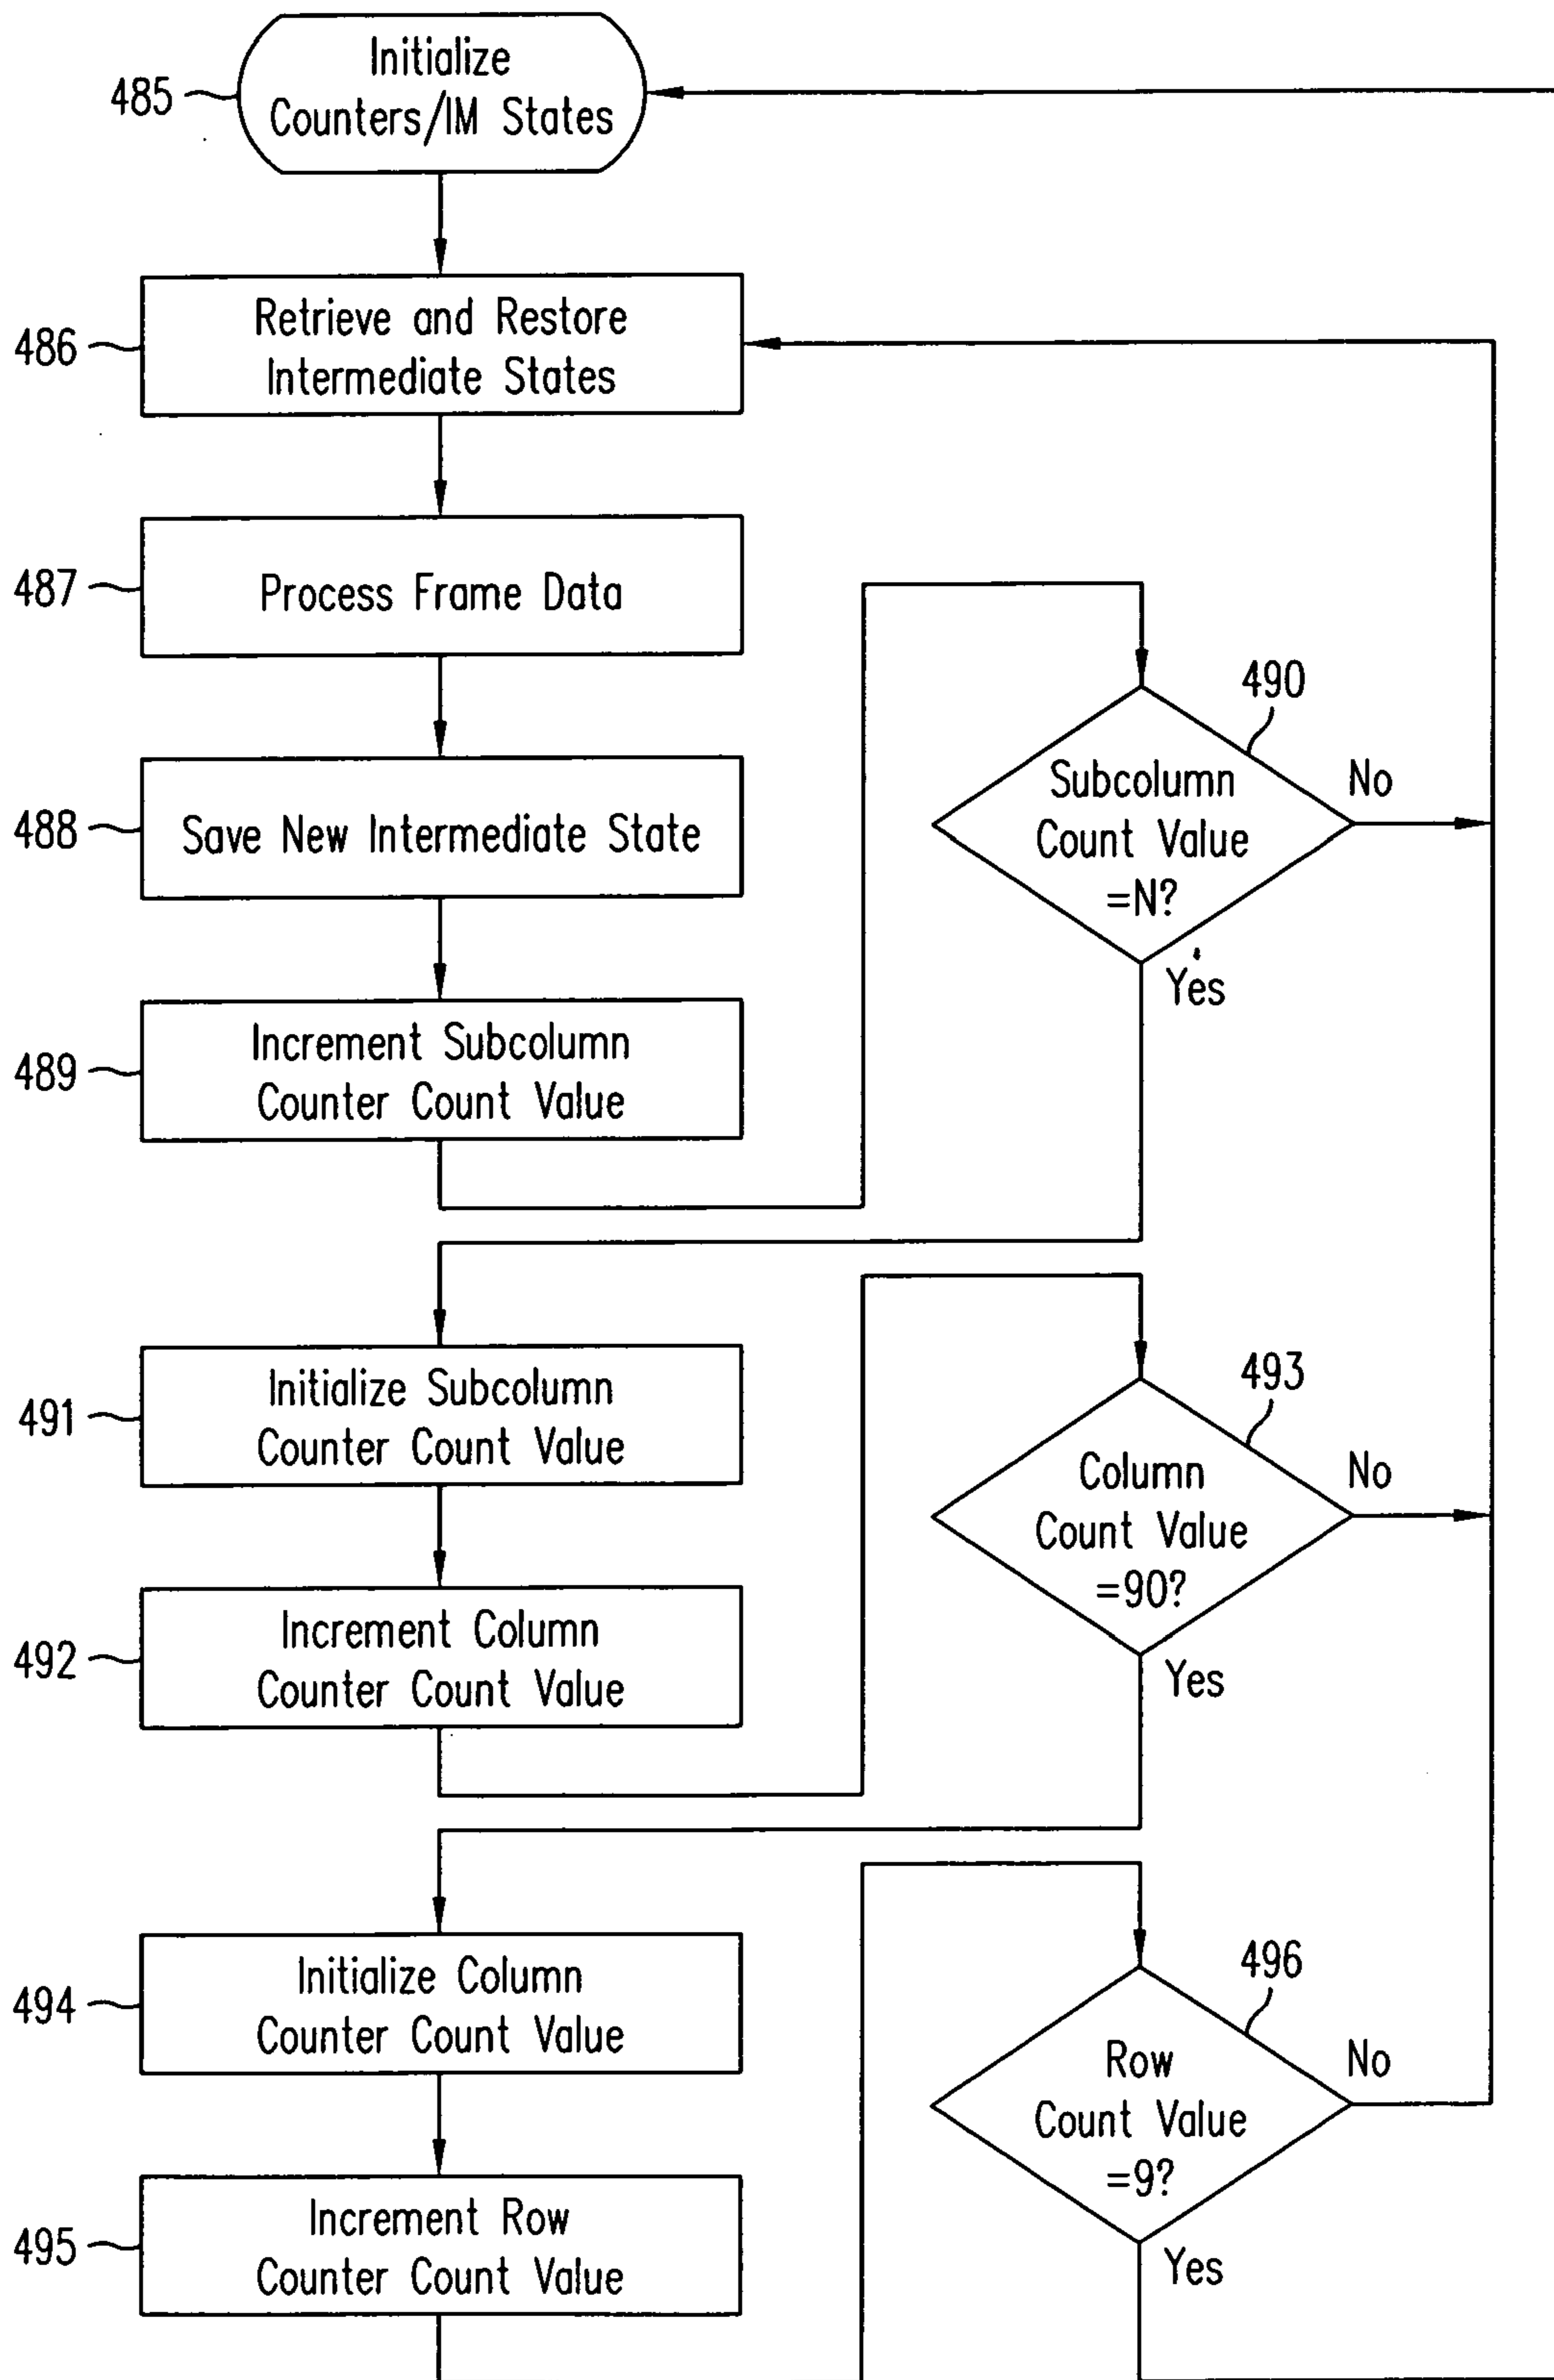 485
Initialize
Counters/IM States
486
Retrieve and Restore
Intermediate States
487
Process Frame Data
488
Save New Intermediate State
489
Increment Subcolumn
Counter Count Value
490
Subcolumn
Count Value
=N?
No
Yes
491
Initialize Subcolumn
Counter Count Value
492
Increment Column
Counter Count Value
493
Column
Count Value
=90?
No
Yes
494
Initialize Column
Counter Count Value
495
Increment Row
Counter Count Value
496
Row
Count Value
=9?
No
Yes